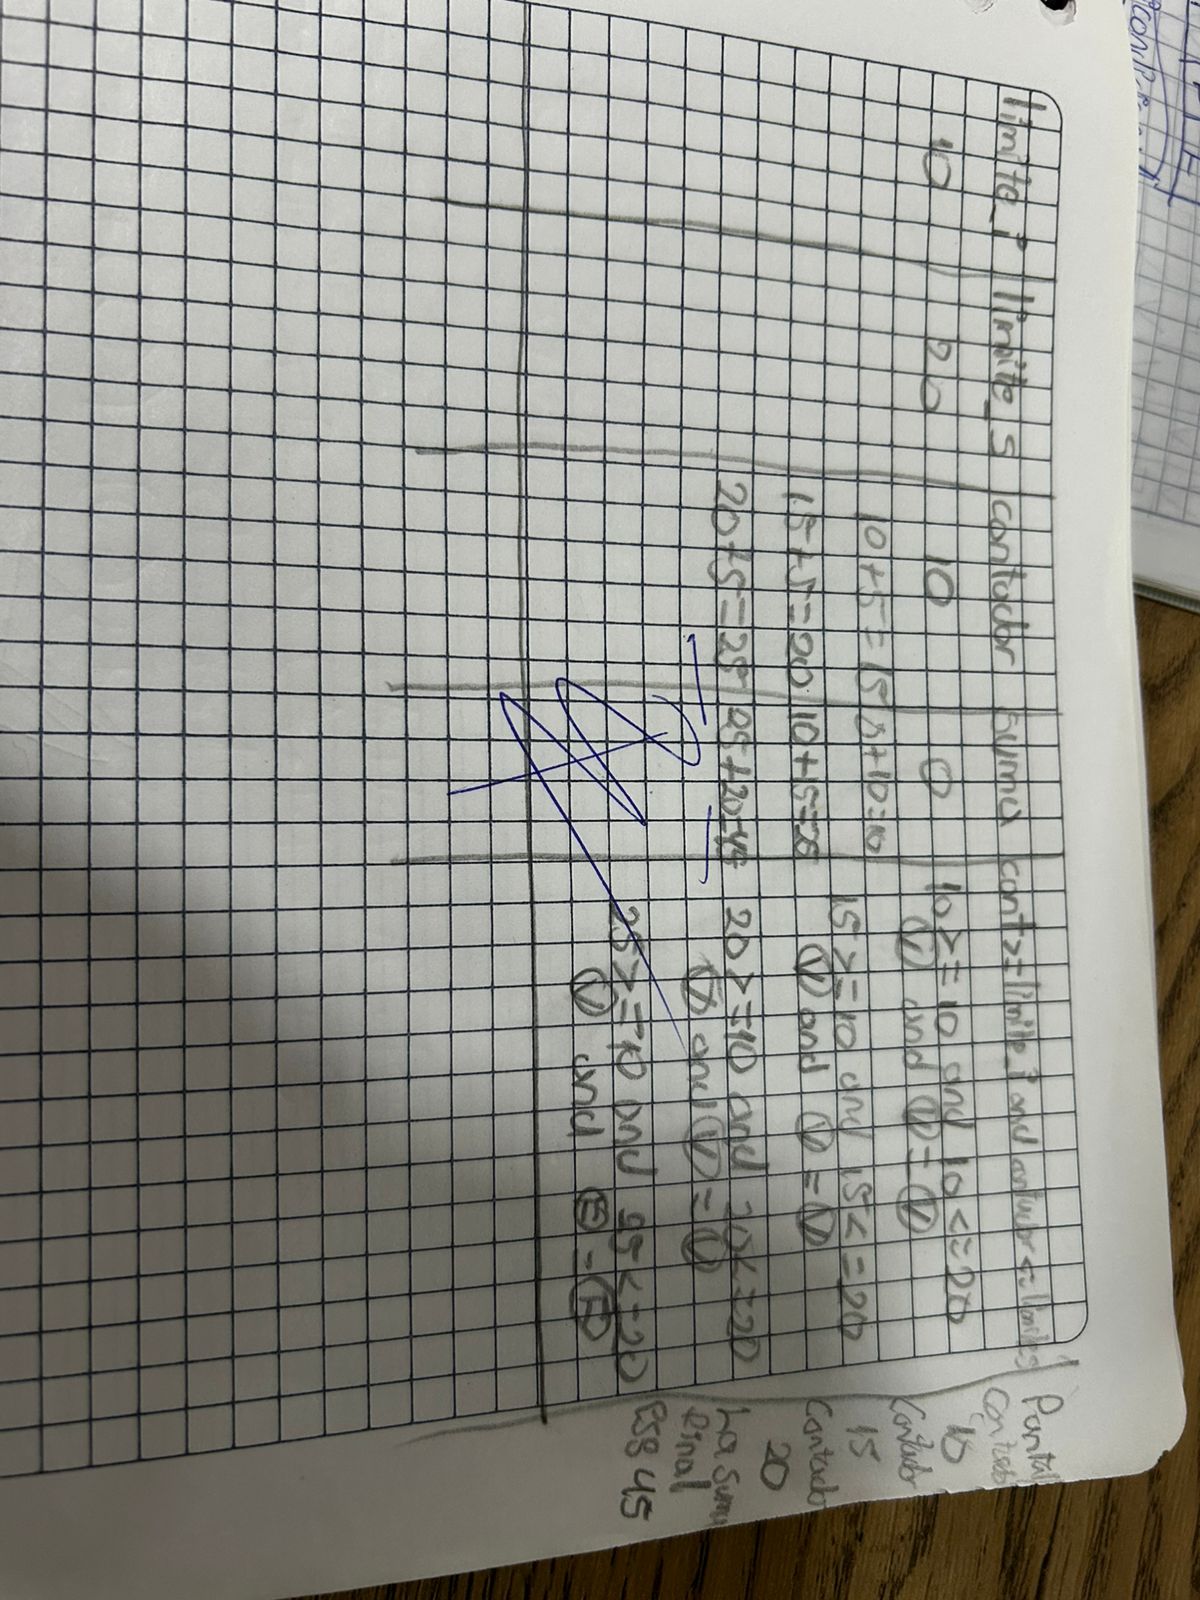 limite_i limite_s contador suma cont>=limite_i and contador<=limites Pantal
10 20 10 0 10>=10 and 10<=20 Contador 10
Ⓥ and Ⓥ=Ⓥ Contador
10+5=15 0+10=10 15>=10 and 15<=20 15
Ⓥ and Ⓥ=Ⓥ Contador
15+5=20 10+15=25 20
20+5=25 25+20=45 20>=10 and 20<=20 La suma
Ⓥ and Ⓥ=Ⓥ final
25>=10 and 25<=20 es 45
Ⓥ and Ⓕ=Ⓕ